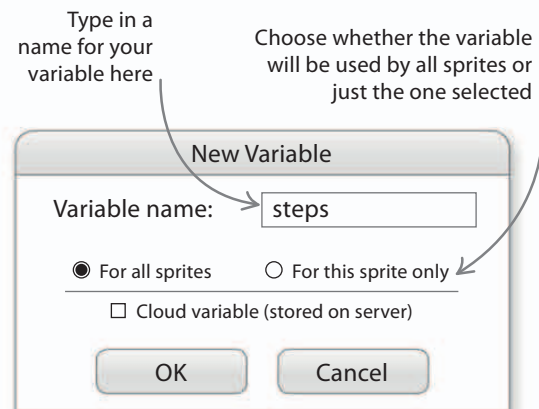 Type in a
name for your
variable here
Choose whether the variable
will be used by all sprites or
just the one selected
New Variable
Variable name: steps
For all sprites For this sprite only
Cloud variable (stored on server)
OK Cancel